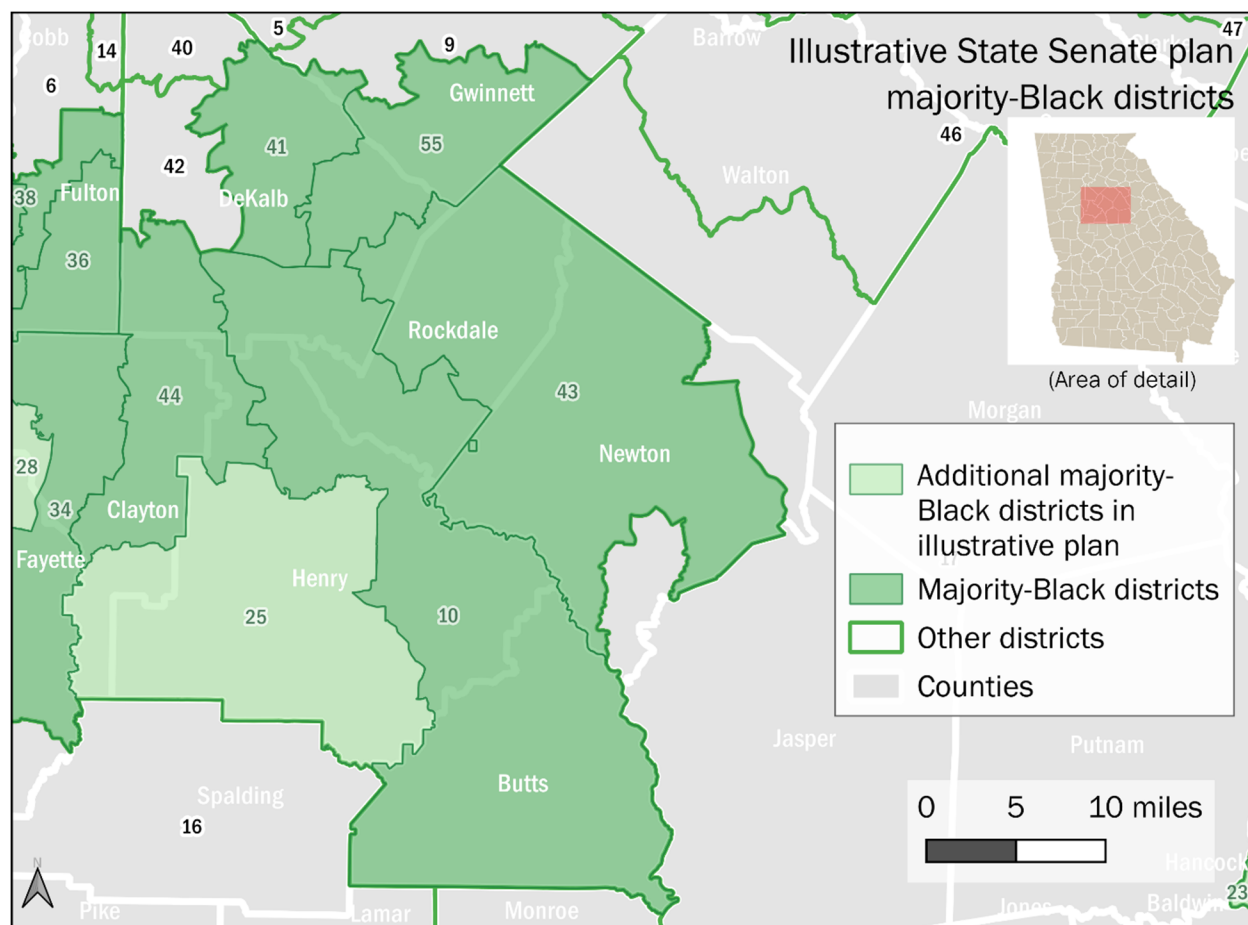 Illustrative State Senate plan
majority-Black districts
(Area of detail)
Additional majority-
Black districts in
illustrative plan
Majority-Black districts
Other districts
Counties
0 5 10 miles
N
Cobb
14
40
5
9
Barrow
Clarke
47
6
Gwinnett
41
55
46
42
Walton
38
Fulton
DeKalb
36
Rockdale
44
43
Morgan
28
Newton
34
Clayton
Fayette
17
Henry
25
10
Jasper
Putnam
Spalding
Butts
16
Hancock
23
Pike
Lamar
Monroe
Jones
Baldwin